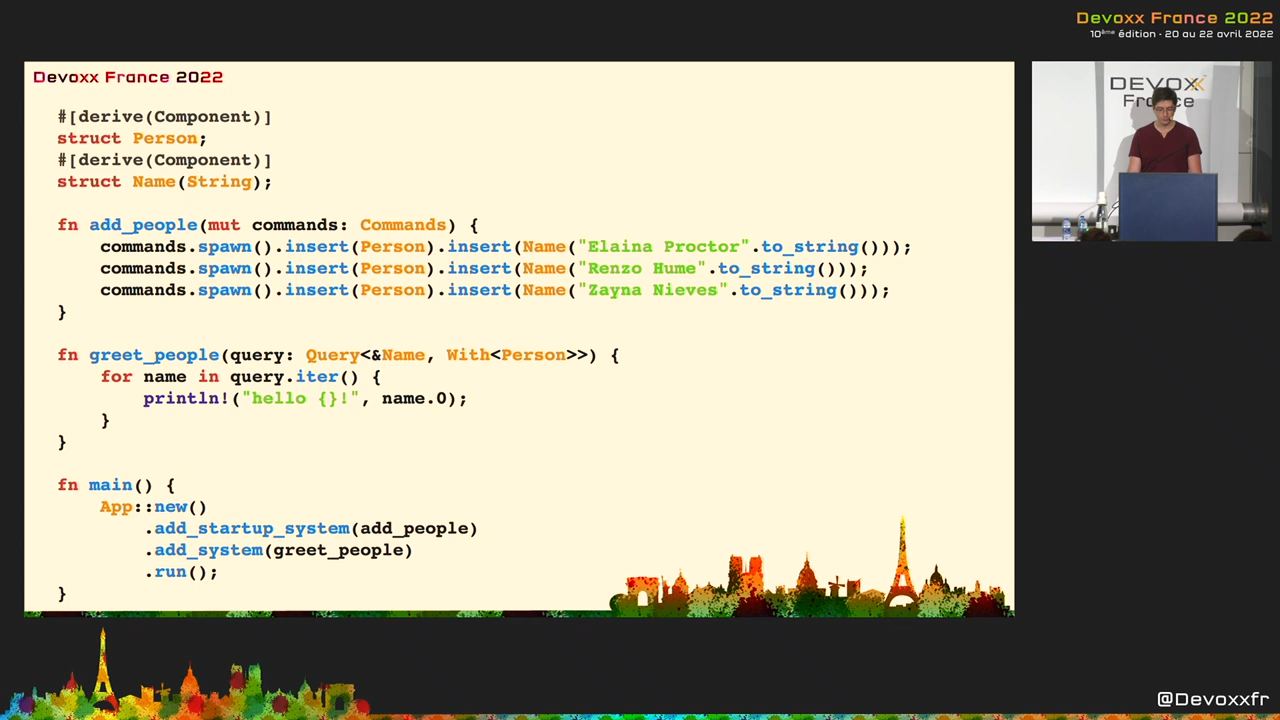 Devoxx France 2022
10ème édition - 20 au 22 avril 2022
Devoxx France 2022
#[derive(Component)]
struct Person;
#[derive(Component)]
struct Name(String);
fn add_people(mut commands: Commands) {
    commands.spawn().insert(Person).insert(Name("Elaina Proctor".to_string()));
    commands.spawn().insert(Person).insert(Name("Renzo Hume".to_string()));
    commands.spawn().insert(Person).insert(Name("Zayna Nieves".to_string()));
}
fn greet_people(query: Query<&Name, With<Person>>) {
    for name in query.iter() {
        println!("hello {}!", name.0);
    }
}
fn main() {
    App::new()
        .add_startup_system(add_people)
        .add_system(greet_people)
        .run();
}
DEVOXX
France
@Devoxxfr